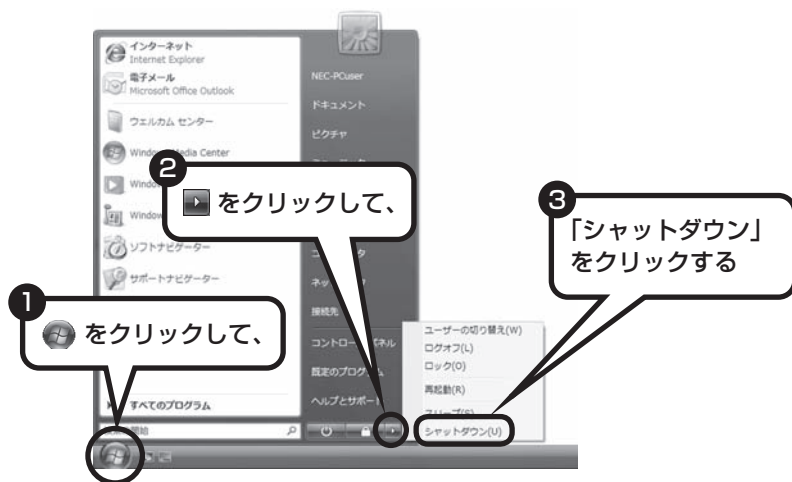 インターネット
Internet Explorer
電子メール
Microsoft Office Outlook
ウェルカム センター
Windows Media Center
ソフトナビゲーター
サポートナビゲーター
すべてのプログラム
NEC-PCuser
ドキュメント
ピクチャ
接続先
ヘルプとサポート
ユーザーの切り替え(W)
ログオフ(L)
ロック(O)
再起動(R)
シャットダウン(U)
1
をクリックして、
2
をクリックして、
3
「シャットダウン」
をクリックする